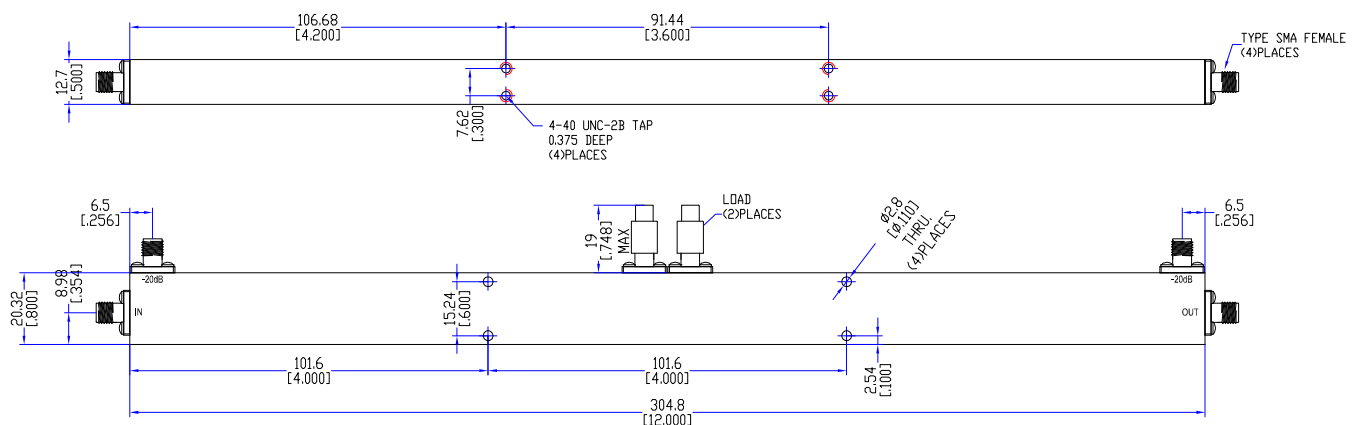 106.68
[4.200]
91.44
[3.600]
TYPE SMA FEMALE
(4)PLACES
12.7
[.500]
7.62
[.300]
4-40 UNC-2B TAP
0.375 DEEP
(4)PLACES
6.5
[.256]
19
[.748]
MAX
LOAD
(2)PLACES
Ø2.8
[Ø.110]
THRU.
(4)PLACES
6.5
[.256]
-20dB
-20dB
20.32
[.800]
8.98
[.354]
IN
15.24
[.600]
OUT
101.6
[4.000]
101.6
[4.000]
2.54
[.100]
304.8
[12.000]